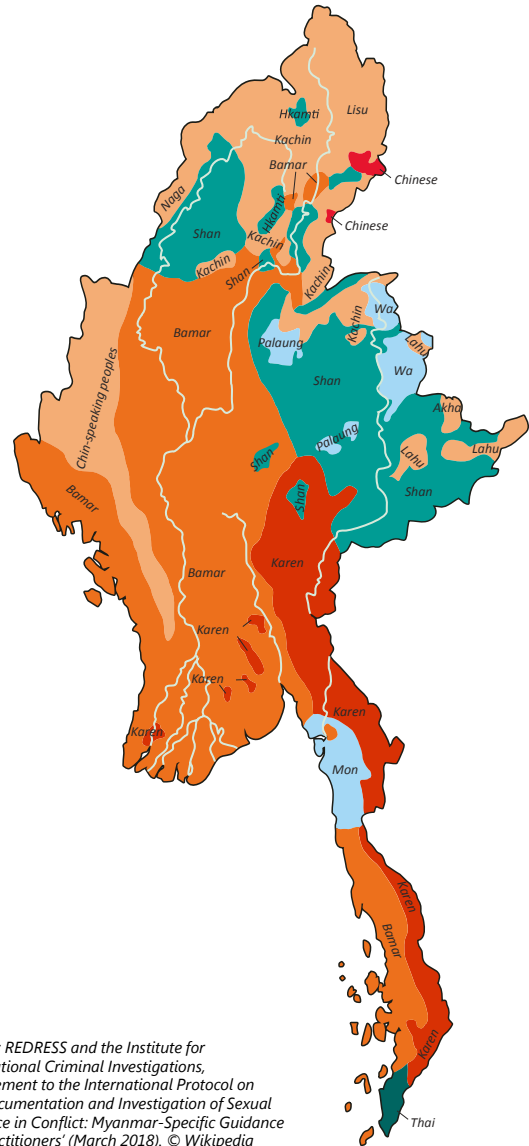 Lisu
Hkamti
Kachin
Bamar
Chinese
Naga
Hkamti
Chinese
Shan
Kachin
Kachin
Shan
Kachin
Wa
Bamar
Palaung
Kachin
Lahu
Chin-speaking peoples
Shan
Wa
Akha
Palaung
Lahu
Lahu
Shan
Shan
Shan
Bamar
Karen
Bamar
Karen
Karen
Karen
Karen
Mon
Karen
Bamar
Karen
Thai
REDRESS and the Institute for
ational Criminal Investigations,
ement to the International Protocol on
cumentation and Investigation of Sexual
ce in Conflict: Myanmar-Specific Guidance
ctitioners' (March 2018). © Wikipedia